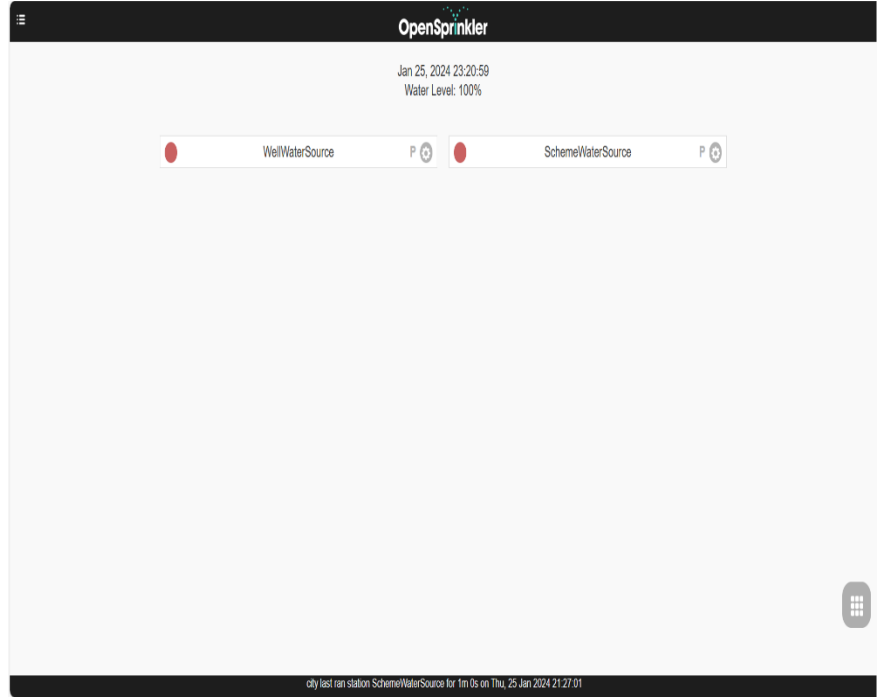 OpenSprinkler
Jan 25, 2024 23:20:59
Water Level: 100%
WellWaterSource P
SchemeWaterSource P
city last ran station SchemeWaterSource for 1m 0s on Thu, 25 Jan 2024 21:27:01